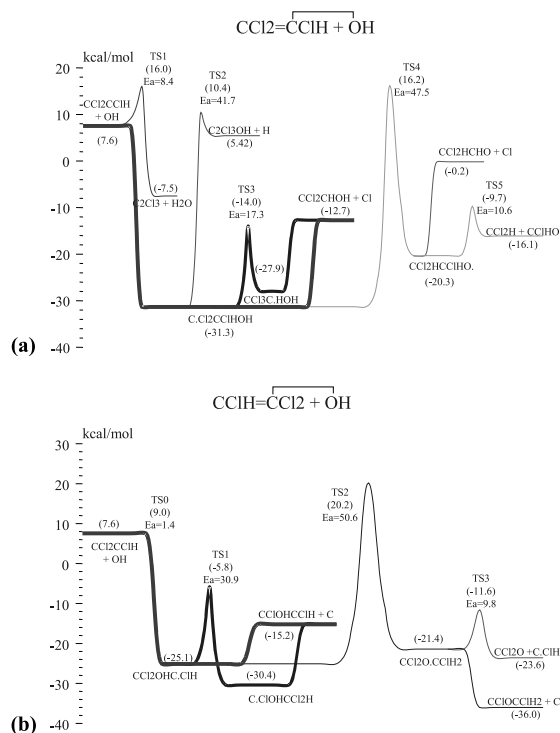 CCl2=CClH + OH
kcal/mol
20
10
0
-10
-20
-30
-40
CCl2CClH
+ OH
(7.6)
TS1
(16.0)
Ea=8.4
(-7.5)
C2Cl3 + H2O
TS2
(10.4)
Ea=41.7
C2Cl3OH + H
(5.42)
TS3
(-14.0)
Ea=17.3
CCl2CHOH + Cl
(-12.7)
(-27.9)
CCl3C.HOH
C.Cl2CClHOH
(-31.3)
TS4
(16.2)
Ea=47.5
CCl2HCHO + Cl
(-0.2)
TS5
(-9.7)
Ea=10.6
CCl2H + CClHO
(-16.1)
CCl2HCClHO.
(-20.3)
(a)
CClH=CCl2 + OH
kcal/mol
30
20
10
0
-10
-20
-30
-40
(7.6)
CCl2CClH
+ OH
TS0
(9.0)
Ea=1.4
TS1
(-5.8)
Ea=30.9
(-25.1)
CCl2OHC.ClH
CClOHCClH + C
(-15.2)
(-30.4)
C.ClOHCCl2H
TS2
(20.2)
Ea=50.6
(-21.4)
CCl2O.CClH2
TS3
(-11.6)
Ea=9.8
CCl2O +C.ClH
(-23.6)
ClOCClH2 + C
(-36.0)
(b)